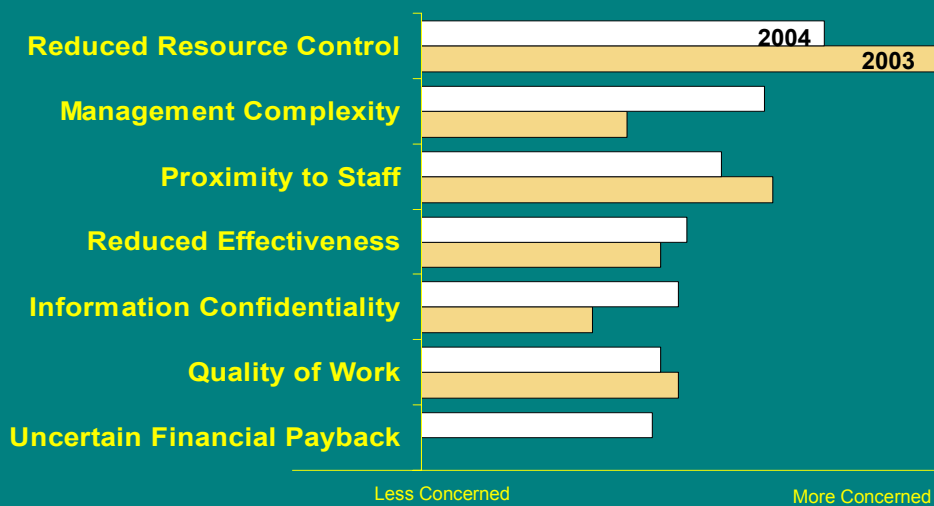 Reduced Resource Control
2004
2003
Management Complexity
Proximity to Staff
Reduced Effectiveness
Information Confidentiality
Quality of Work
Uncertain Financial Payback
Less Concerned
More Concerned